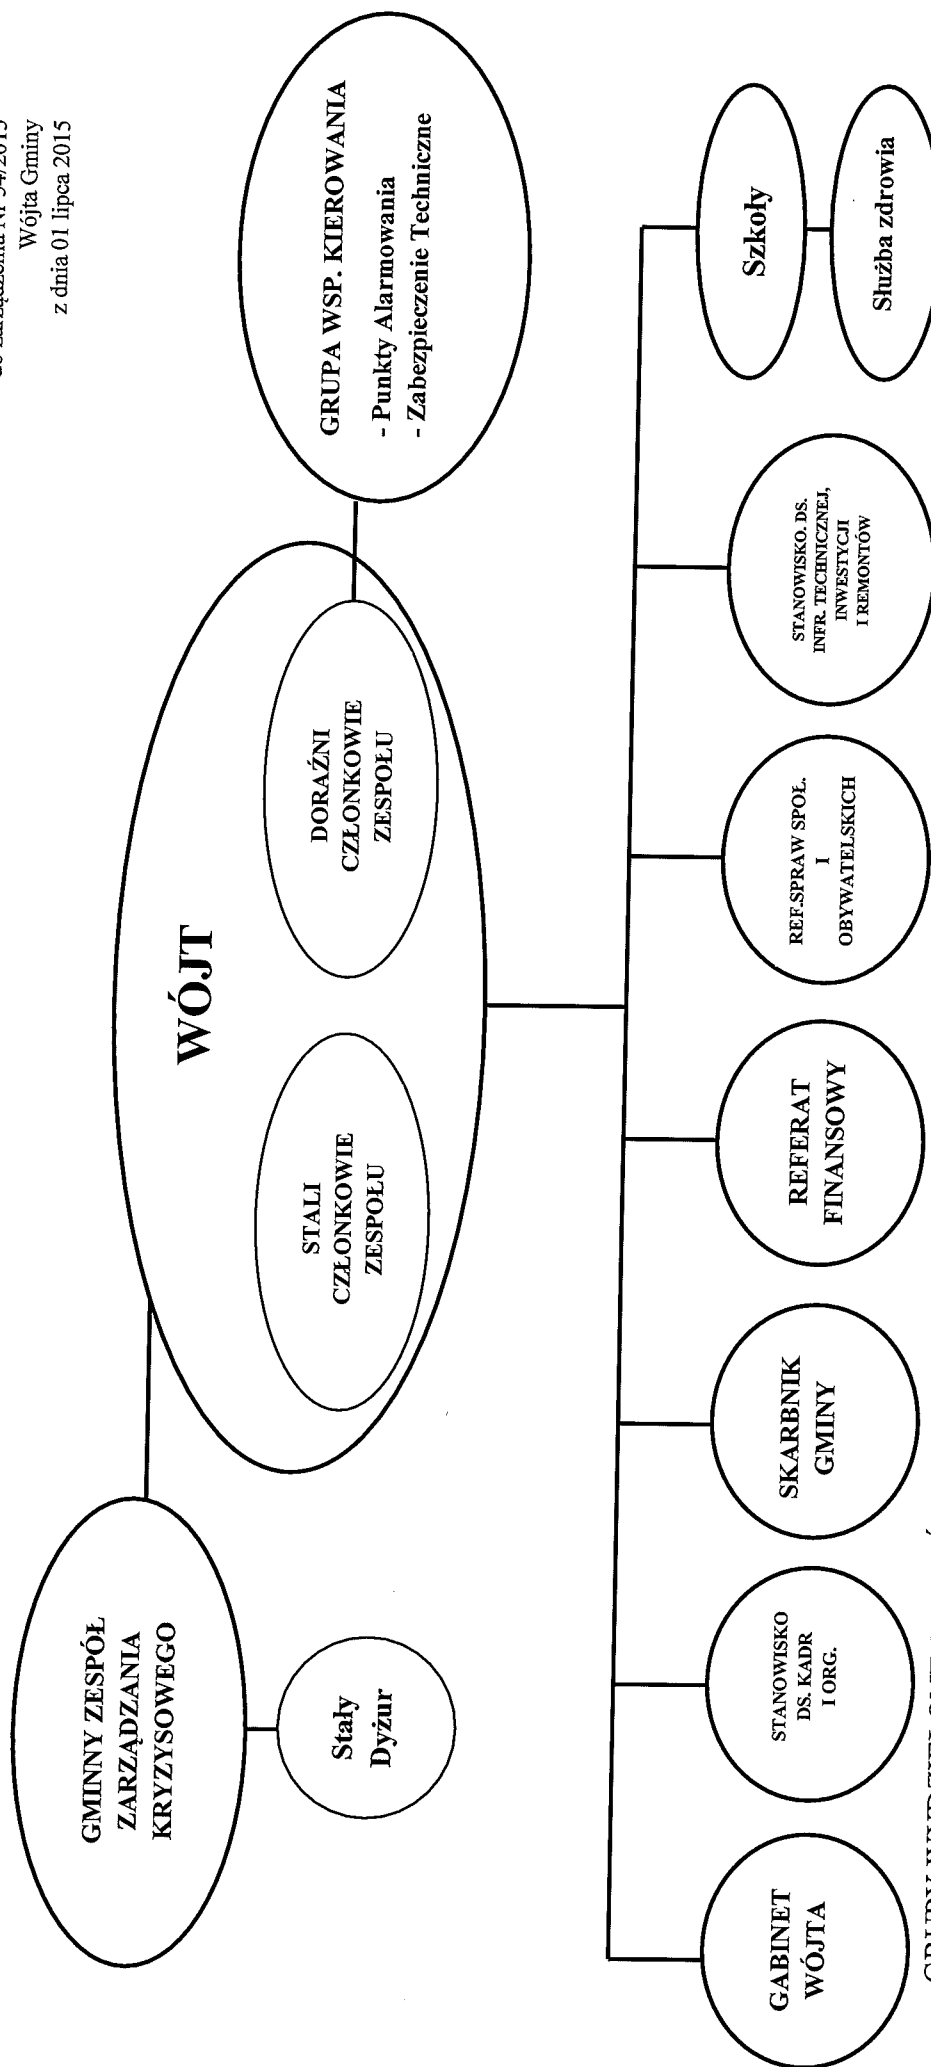 do Zarządzenia Nr 54/2015
Wójta Gminy
z dnia 01 lipca 2015
GMINNY ZESPÓŁ
ZARZĄDZANIA
KRYZYSOWEGO
Stały
Dyżur
WÓJT
STALI
CZŁONKOWIE
ZESPOŁU
DORAŹNI
CZŁONKOWIE
ZESPOŁU
GRUPA WSP. KIEROWANIA
- Punkty Alarmowania
- Zabezpieczenie Techniczne
GABINET
WÓJTA
STANOWISKO
DS. KADR
I ORG.
SKARBNIK
GMINY
REFERAT
FINANSOWY
REF.SPRAW SPOŁ.
I
OBYWATELSKICH
STANOWISKO. DS.
INFR. TECHNICZNEJ,
INWESTYCJI
I REMONTÓW
Szkoły
Służba zdrowia